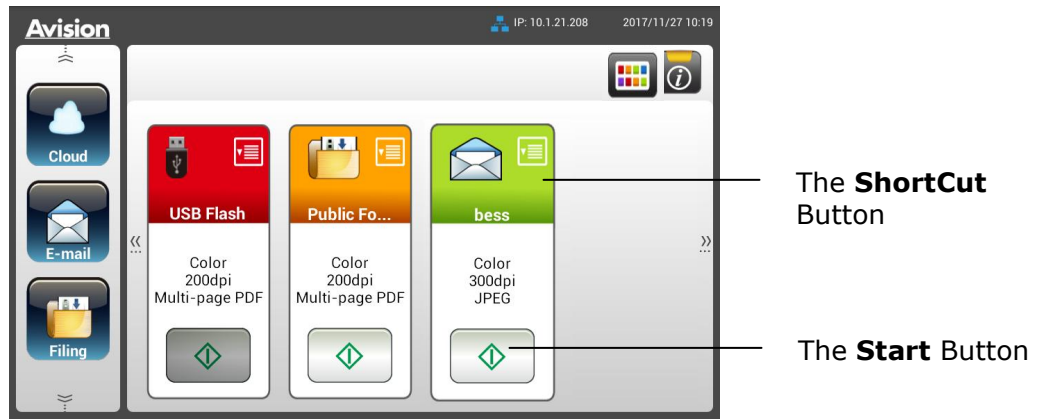 Avision
IP: 10.1.21.208
2017/11/27 10:19
Cloud
E-mail
Filing
USB Flash
Color
200dpi
Multi-page PDF
Public Fo...
Color
200dpi
Multi-page PDF
bess
Color
300dpi
JPEG
The ShortCut
Button
The Start Button